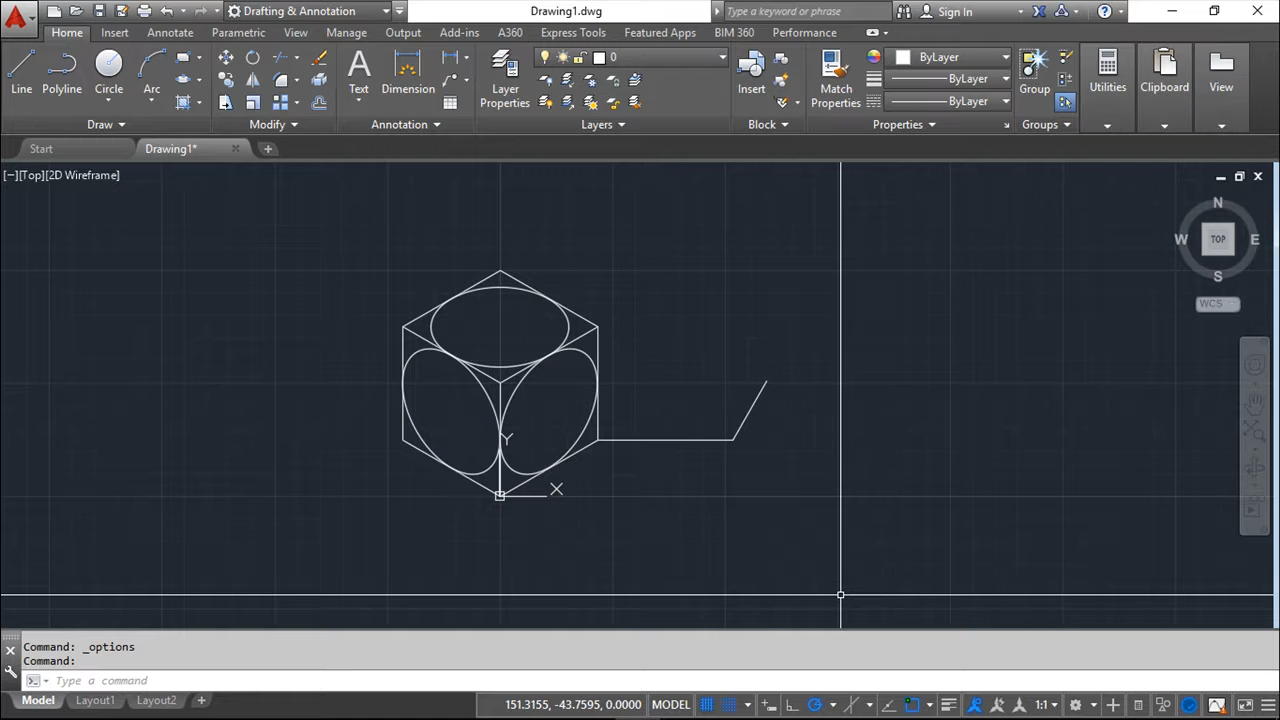 Drafting & Annotation
Drawing1.dwg
Type a keyword or phrase
Sign In
Home Insert Annotate Parametric View Manage Output Add-ins A360 Express Tools Featured Apps BIM 360 Performance
Line Polyline Circle Arc
Text Dimension
Layer Properties
0
Insert
Match Properties
ByLayer
ByLayer
ByLayer
Group
Utilities
Clipboard
View
Draw Modify Annotation Layers Block Properties Groups
Start Drawing1*
[−][Top][2D Wireframe]
N
W TOP E
S
WCS
Y
X
Command: _options
Command:
Type a command
Model Layout1 Layout2 151.3155, -43.7595, 0.0000 MODEL 1:1